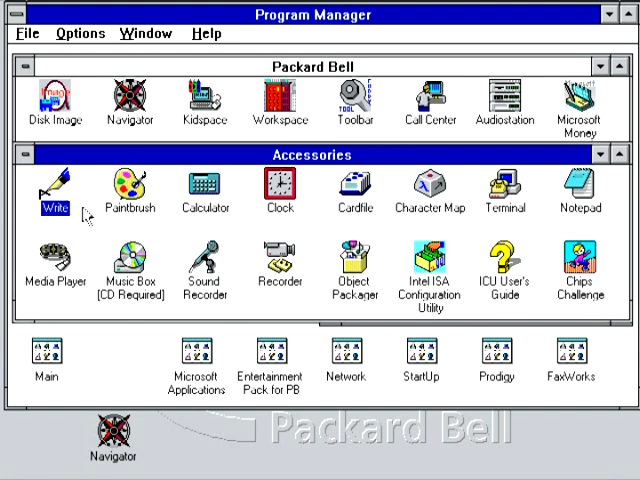 Program Manager
File Options Window Help
Packard Bell
Disk Image Navigator Kidspace Workspace Toolbar Call Center Audiostation Microsoft
Money
Accessories
Write Paintbrush Calculator Clock Cardfile Character Map Terminal Notepad
Media Player Music Box Sound Recorder Object Intel ISA ICU User's Chips
[CD Required] Recorder Packager Configuration Guide Challenge
Utility
Main Microsoft Entertainment Network StartUp Prodigy FaxWorks
Applications Pack for PB
Packard Bell
Navigator